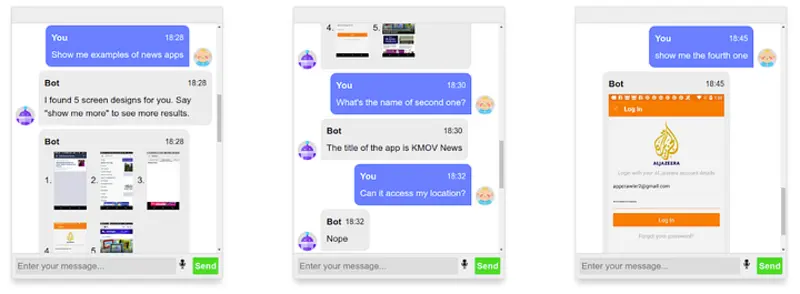 You 18:28
Show me examples of news apps
Bot 18:28
I found 5 screen designs for you. Say
"show me more" to see more results.
Bot 18:28
1. 2. 3.
4. 5.
Enter your message... Send
4. 5.
You 18:30
What's the name of second one?
Bot 18:30
The title of the app is KMOV News
You 18:32
Can it access my location?
Bot 18:32
Nope
Enter your message... Send
You 18:45
show me the fourth one
Bot 18:45
Log In
ALJAZEERA
Login with your Al Jazeera account details
appcrawler2@gmail.com
Log In
Forgot your password?
Enter your message... Send